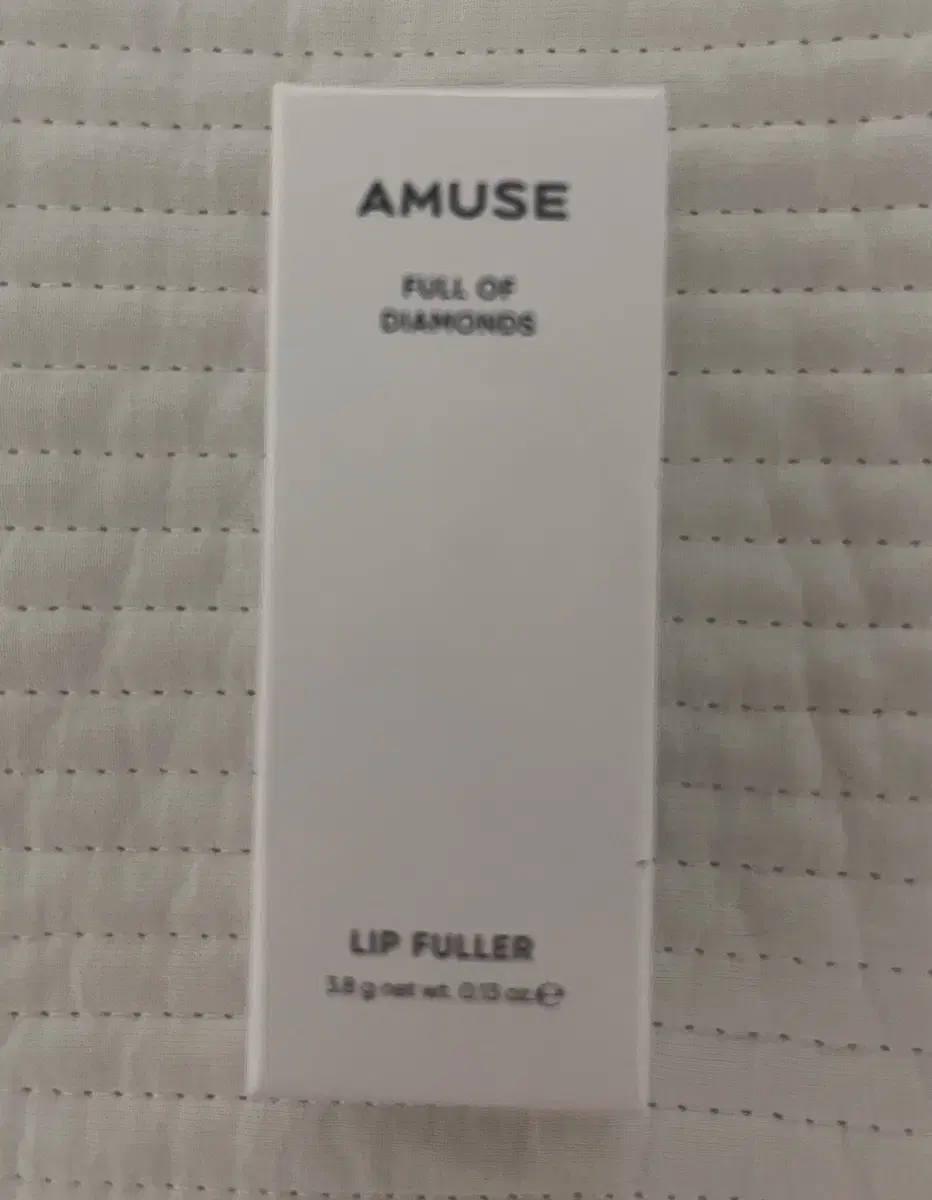 AMUSE
FULL OF
DIAMONDS
LIP FULLER
3.8 g net wt. 0.13 oz. ℮